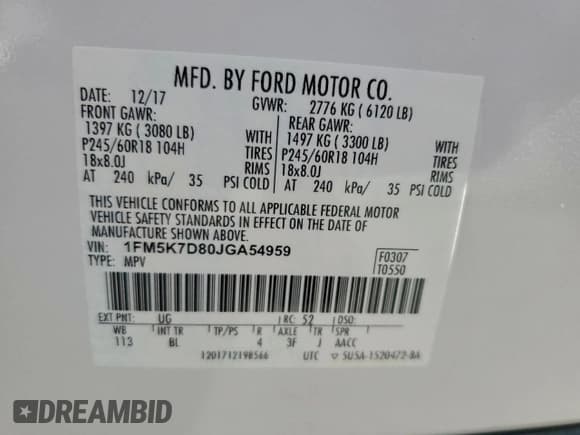 MFD. BY FORD MOTOR CO.
DATE: 12/17 GVWR: 2776 KG ( 6120 LB)
FRONT GAWR: REAR GAWR:
1397 KG ( 3080 LB) WITH 1497 KG ( 3300 LB) WITH
P245/60R18 104H TIRES P245/60R18 104H TIRES
18x8.0J RIMS 18x8.0J RIMS
AT 240 kPa/ 35 PSI COLD AT 240 kPa/ 35 PSI COLD
THIS VEHICLE CONFORMS TO ALL APPLICABLE FEDERAL MOTOR
VEHICLE SAFETY STANDARDS IN EFFECT ON THE DATE OF
MANUFACTURE SHOWN ABOVE.
VIN: 1FM5K7D80JGA54959 F0307
TYPE: MPV T0550
EXT PNT: UG RC: 52 DSO:
WB INT TR TP/PS R AXLE TR SPR
113 BL 4 3F J AACC
1201712198566 UTC 5U5A-1520472-BA
DREAMBID